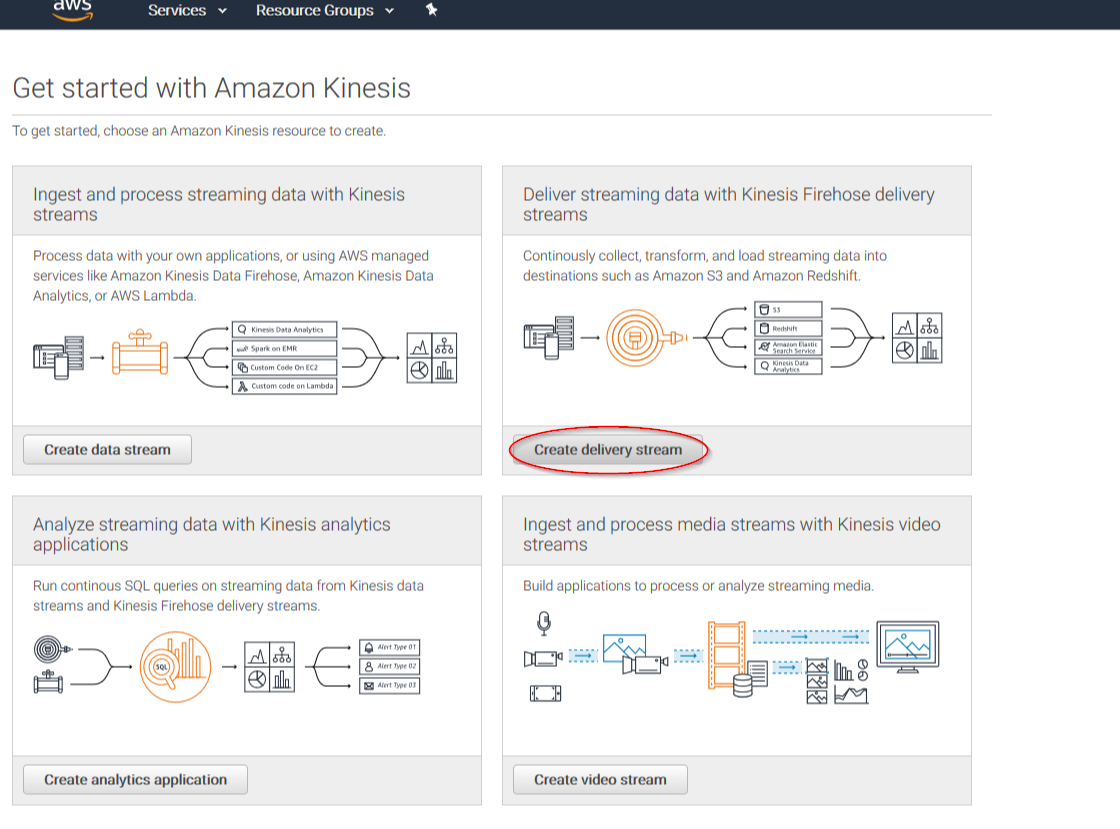 aws
Services
Resource Groups
Get started with Amazon Kinesis
To get started, choose an Amazon Kinesis resource to create.
Ingest and process streaming data with Kinesis
streams
Process data with your own applications, or using AWS managed
services like Amazon Kinesis Data Firehose, Amazon Kinesis Data
Analytics, or AWS Lambda.
Kinesis Data Analytics
Spark on EMR
Custom Code On EC2
Custom code on Lambda
Create data stream
Deliver streaming data with Kinesis Firehose delivery
streams
Continously collect, transform, and load streaming data into
destinations such as Amazon S3 and Amazon Redshift.
S3
Redshift
Amazon Elastic
Search Service
Kinesis Data
Analytics
Create delivery stream
Analyze streaming data with Kinesis analytics
applications
Run continous SQL queries on streaming data from Kinesis data
streams and Kinesis Firehose delivery streams.
SQL
Alert Type 01
Alert Type 02
Alert Type 03
Create analytics application
Ingest and process media streams with Kinesis video
streams
Build applications to process or analyze streaming media.
Create video stream